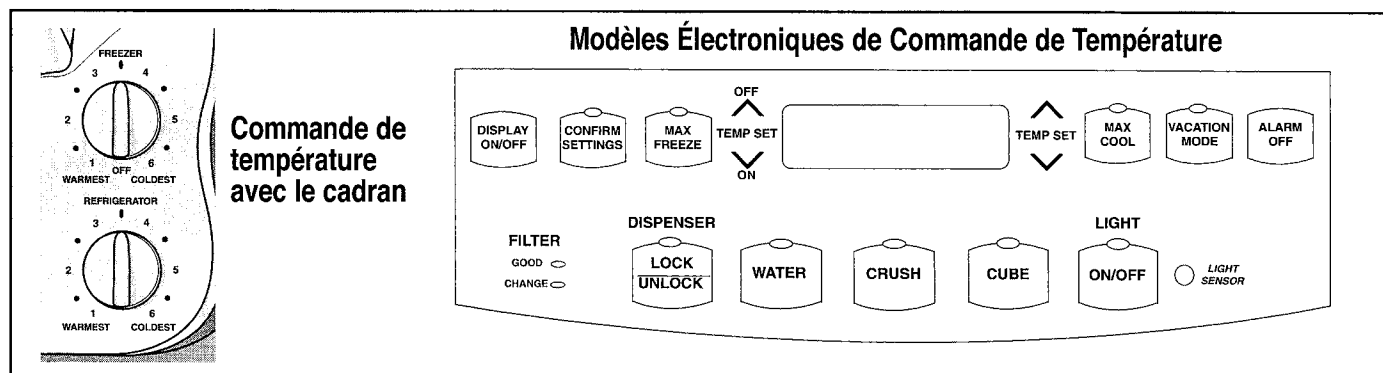 FREEZER
3 4
2 5
1 OFF 6
WARMEST COLDEST
REFRIGERATOR
3 4
2 5
1 6
WARMEST COLDEST
Commande de
température
avec le cadran
Modèles Électroniques de Commande de Température
DISPLAY
ON/OFF
CONFIRM
SETTINGS
MAX
FREEZE
OFF
TEMP SET
ON
TEMP SET
MAX
COOL
VACATION
MODE
ALARM
OFF
FILTER
GOOD
CHANGE
DISPENSER
LOCK
UNLOCK
WATER
CRUSH
CUBE
LIGHT
ON/OFF
LIGHT
SENSOR